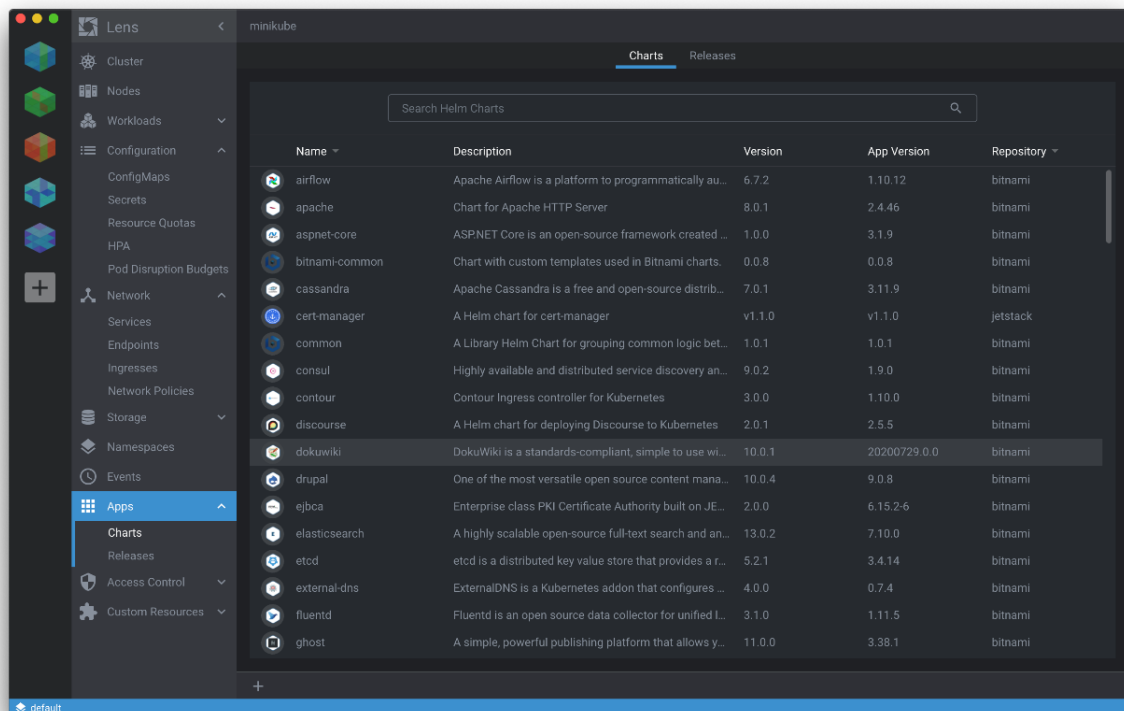 Lens
minikube
Cluster
Nodes
Workloads
Configuration
ConfigMaps
Secrets
Resource Quotas
HPA
Pod Disruption Budgets
Network
Services
Endpoints
Ingresses
Network Policies
Storage
Namespaces
Events
Apps
Charts
Releases
Access Control
Custom Resources
Charts Releases
Search Helm Charts
Name Description Version App Version Repository
airflow Apache Airflow is a platform to programmatically au... 6.7.2 1.10.12 bitnami
apache Chart for Apache HTTP Server 8.0.1 2.4.46 bitnami
aspnet-core ASP.NET Core is an open-source framework created ... 1.0.0 3.1.9 bitnami
bitnami-common Chart with custom templates used in Bitnami charts. 0.0.8 0.0.8 bitnami
cassandra Apache Cassandra is a free and open-source distrib... 7.0.1 3.11.9 bitnami
cert-manager A Helm chart for cert-manager v1.1.0 v1.1.0 jetstack
common A Library Helm Chart for grouping common logic bet... 1.0.1 1.0.1 bitnami
consul Highly available and distributed service discovery an... 9.0.2 1.9.0 bitnami
contour Contour Ingress controller for Kubernetes 3.0.0 1.10.0 bitnami
discourse A Helm chart for deploying Discourse to Kubernetes 2.0.1 2.5.5 bitnami
dokuwiki DokuWiki is a standards-compliant, simple to use wi... 10.0.1 20200729.0.0 bitnami
drupal One of the most versatile open source content mana... 10.0.4 9.0.8 bitnami
ejbca Enterprise class PKI Certificate Authority built on JE... 2.0.0 6.15.2-6 bitnami
elasticsearch A highly scalable open-source full-text search and an... 13.0.2 7.10.0 bitnami
etcd etcd is a distributed key value store that provides a r... 5.2.1 3.4.14 bitnami
external-dns ExternalDNS is a Kubernetes addon that configures ... 4.0.0 0.7.4 bitnami
fluentd Fluentd is an open source data collector for unified l... 3.1.0 1.11.5 bitnami
ghost A simple, powerful publishing platform that allows y... 11.0.0 3.38.1 bitnami
default